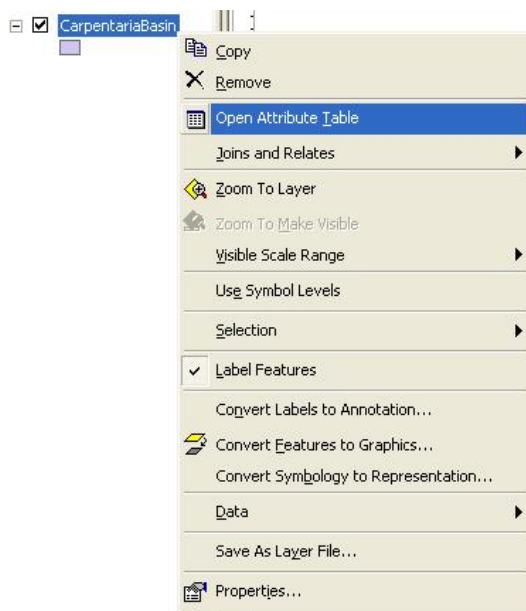 CarpentariaBasin
Copy
Remove
Open Attribute Table
Joins and Relates
Zoom To Layer
Zoom To Make Visible
Visible Scale Range
Use Symbol Levels
Selection
Label Features
Convert Labels to Annotation...
Convert Features to Graphics...
Convert Symbology to Representation...
Data
Save As Layer File...
Properties...